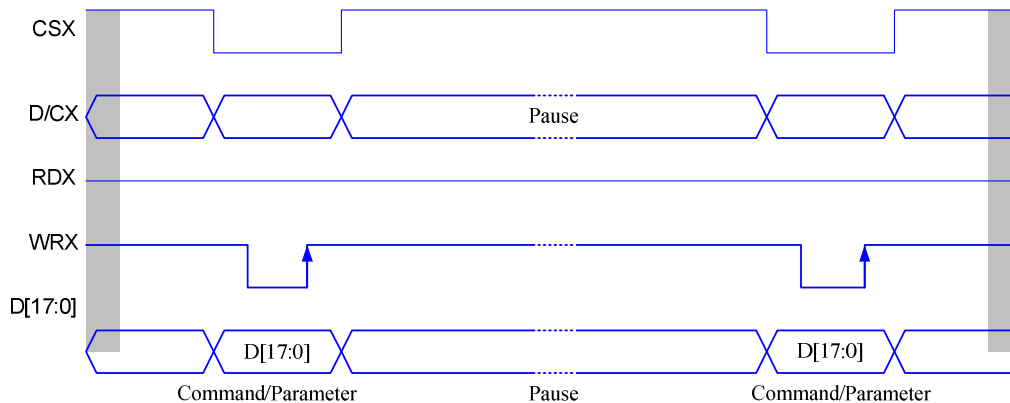 CSX
D/CX
Pause
RDX
WRX
D[17:0]
D[17:0]
D[17:0]
Command/Parameter
Pause
Command/Parameter